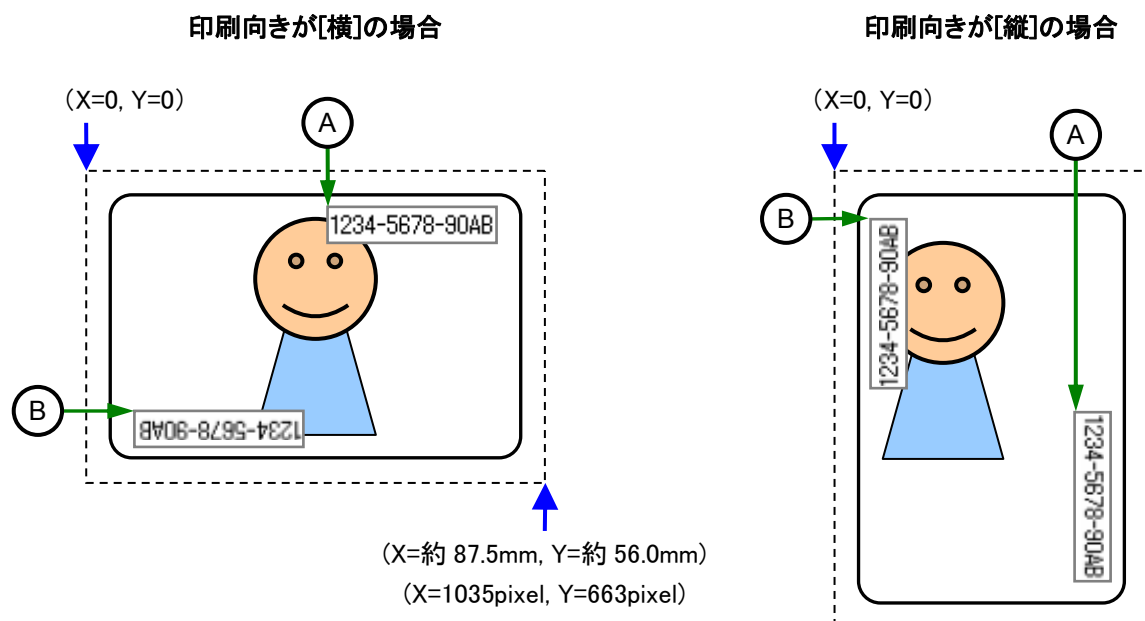 印刷向きが[横]の場合
(X=0, Y=0)
A
1234-5678-90AB
B
1234-5678-90AB
(X=約 87.5mm, Y=約 56.0mm)
(X=1035pixel, Y=663pixel)
印刷向きが[縦]の場合
(X=0, Y=0)
A
B
1234-5678-90AB
1234-5678-90AB